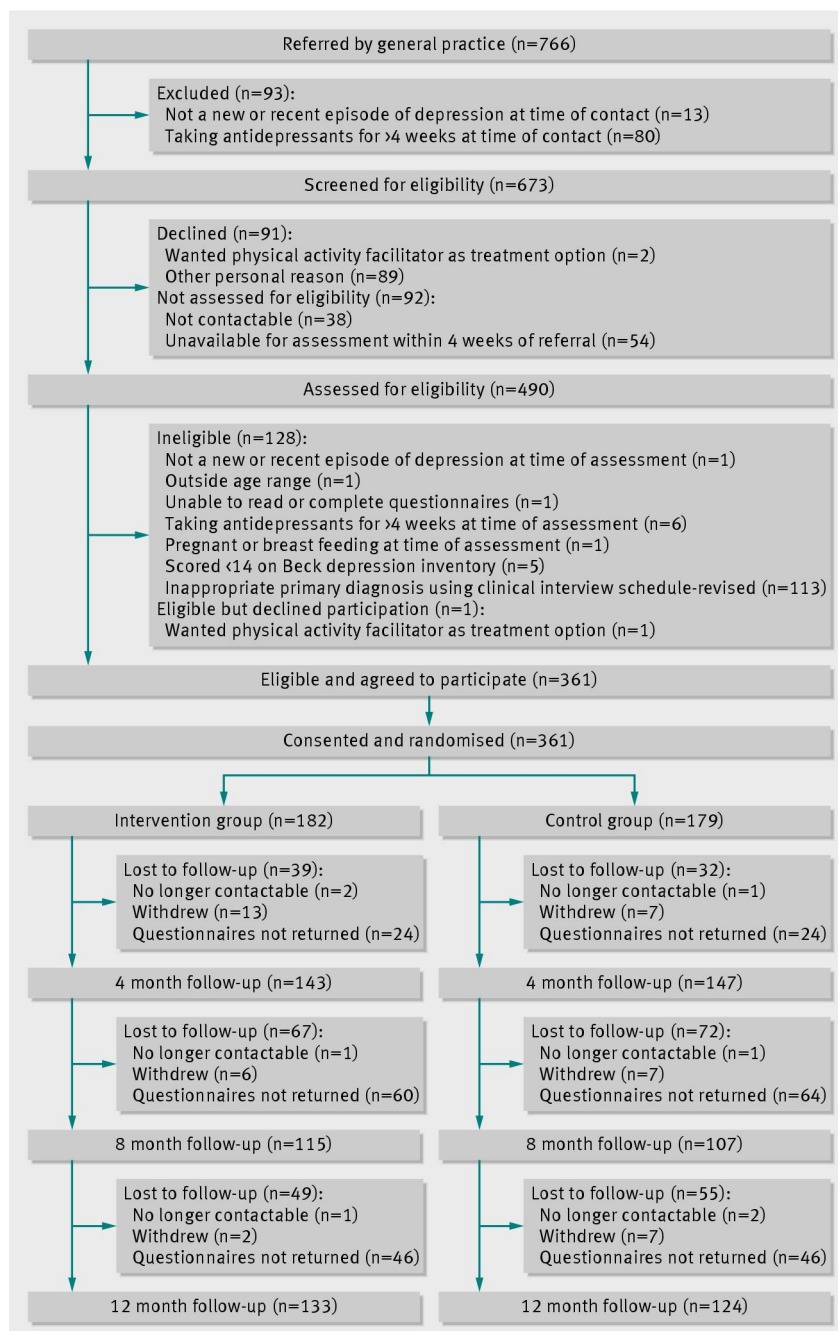 Referred by general practice (n=766)
Excluded (n=93):
Not a new or recent episode of depression at time of contact (n=13)
Taking antidepressants for >4 weeks at time of contact (n=80)
Screened for eligibility (n=673)
Declined (n=91):
Wanted physical activity facilitator as treatment option (n=2)
Other personal reason (n=89)
Not assessed for eligibility (n=92):
Not contactable (n=38)
Unavailable for assessment within 4 weeks of referral (n=54)
Assessed for eligibility (n=490)
Ineligible (n=128):
Not a new or recent episode of depression at time of assessment (n=1)
Outside age range (n=1)
Unable to read or complete questionnaires (n=1)
Taking antidepressants for >4 weeks at time of assessment (n=6)
Pregnant or breast feeding at time of assessment (n=1)
Scored <14 on Beck depression inventory (n=5)
Inappropriate primary diagnosis using clinical interview schedule-revised (n=113)
Eligible but declined participation (n=1):
Wanted physical activity facilitator as treatment option (n=1)
Eligible and agreed to participate (n=361)
Consented and randomised (n=361)
Intervention group (n=182)
Lost to follow-up (n=39):
No longer contactable (n=2)
Withdrew (n=13)
Questionnaires not returned (n=24)
4 month follow-up (n=143)
Lost to follow-up (n=67):
No longer contactable (n=1)
Withdrew (n=6)
Questionnaires not returned (n=60)
8 month follow-up (n=115)
Lost to follow-up (n=49):
No longer contactable (n=1)
Withdrew (n=2)
Questionnaires not returned (n=46)
12 month follow-up (n=133)
Control group (n=179)
Lost to follow-up (n=32):
No longer contactable (n=1)
Withdrew (n=7)
Questionnaires not returned (n=24)
4 month follow-up (n=147)
Lost to follow-up (n=72):
No longer contactable (n=1)
Withdrew (n=7)
Questionnaires not returned (n=64)
8 month follow-up (n=107)
Lost to follow-up (n=55):
No longer contactable (n=2)
Withdrew (n=7)
Questionnaires not returned (n=46)
12 month follow-up (n=124)